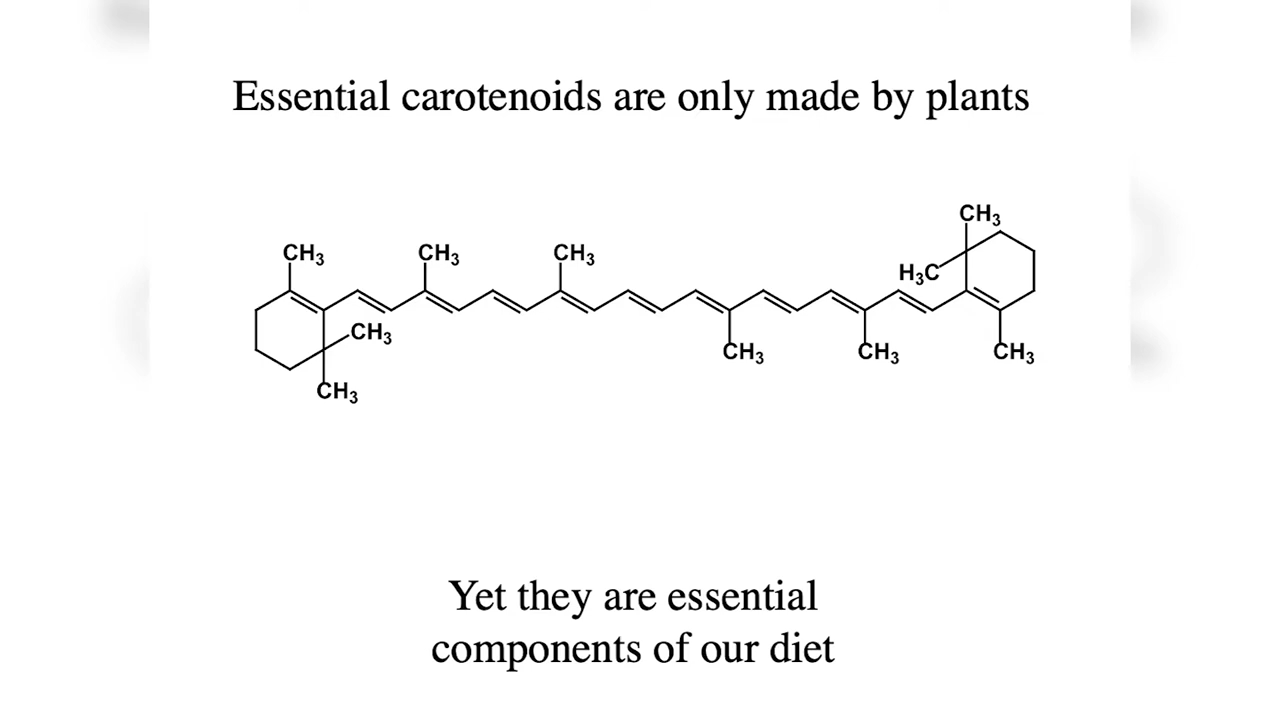 Essential carotenoids are only made by plants
CH₃
CH₃ CH₃ CH₃
H₃C
CH₃
CH₃ CH₃ CH₃
CH₃
Yet they are essential
components of our diet